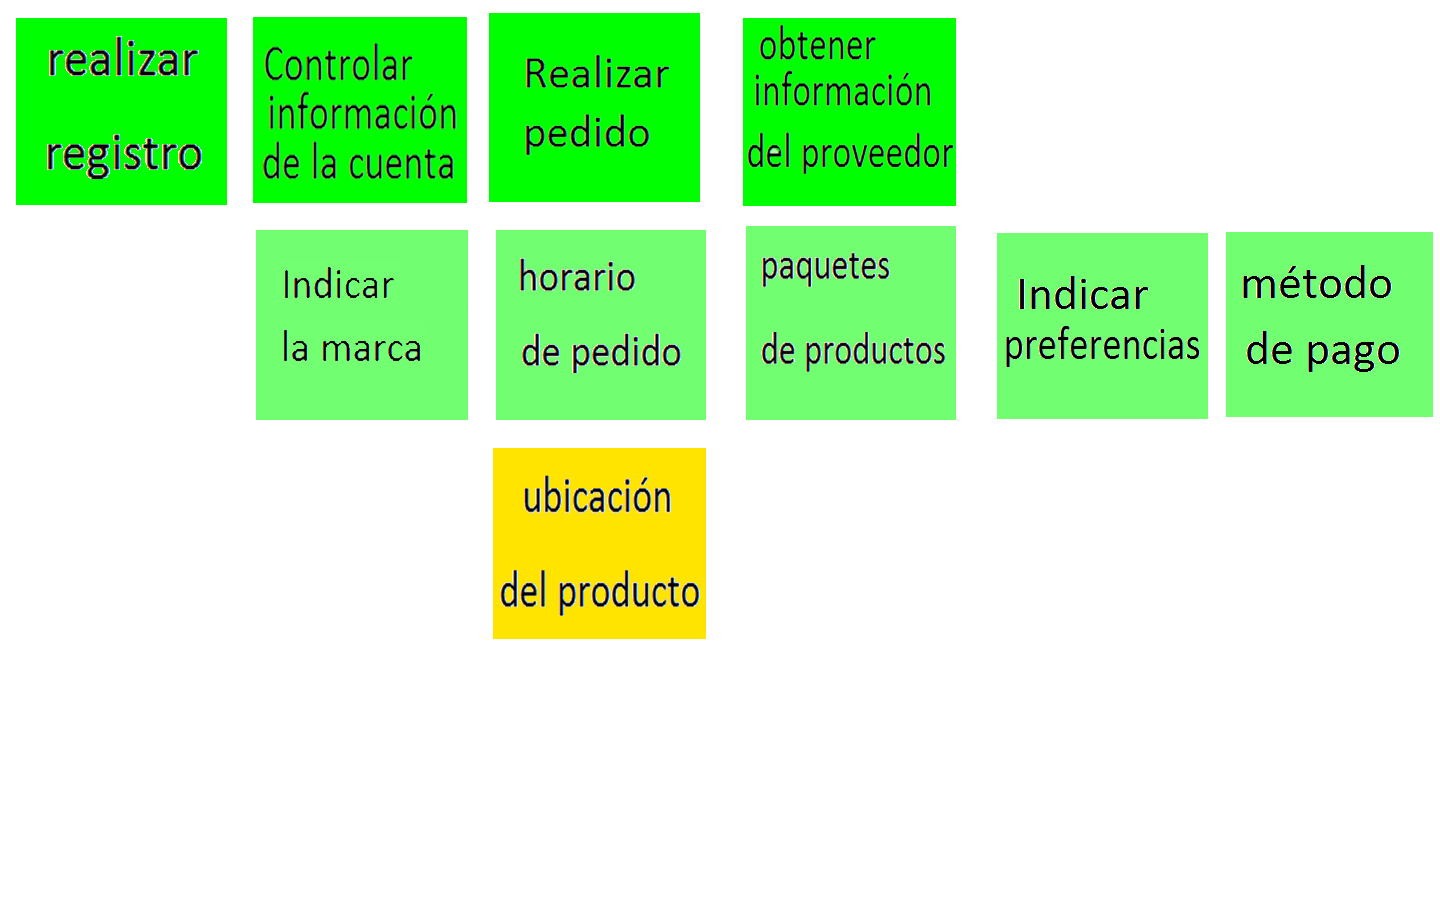 realizar
registro
Controlar
información
de la cuenta
Realizar
pedido
obtener
información
del proveedor
Indicar
la marca
horario
de pedido
paquetes
de productos
Indicar
preferencias
método
de pago
ubicación
del producto